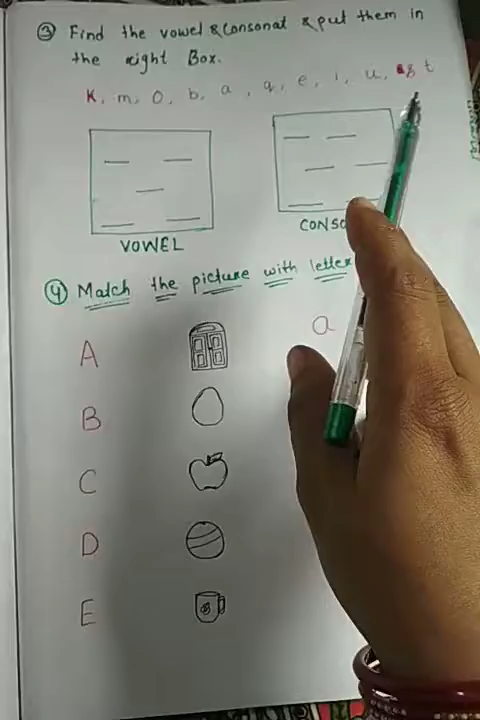 ③ Find the vowel & Consonat & put them in
the right Box.
K, m, O, b, a, q, e, i, u, t
VOWEL
④ Match the picture with letter
A
a
B
C
D
E